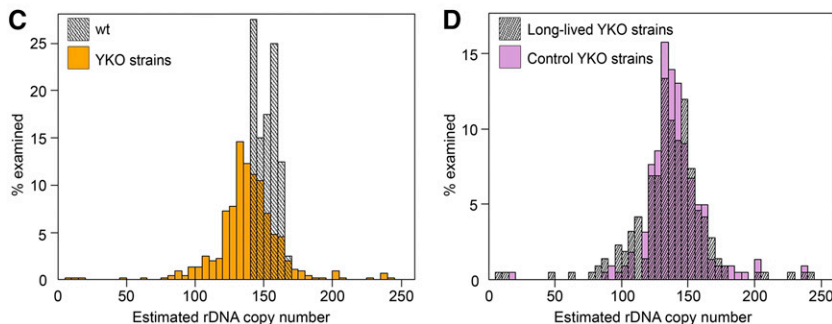 C
wt
YKO strains
% examined
25
20
15
10
5
0
0 50 100 150 200 250
Estimated rDNA copy number
D
Long-lived YKO strains
Control YKO strains
% examined
15
10
5
0
0 50 100 150 200 250
Estimated rDNA copy number